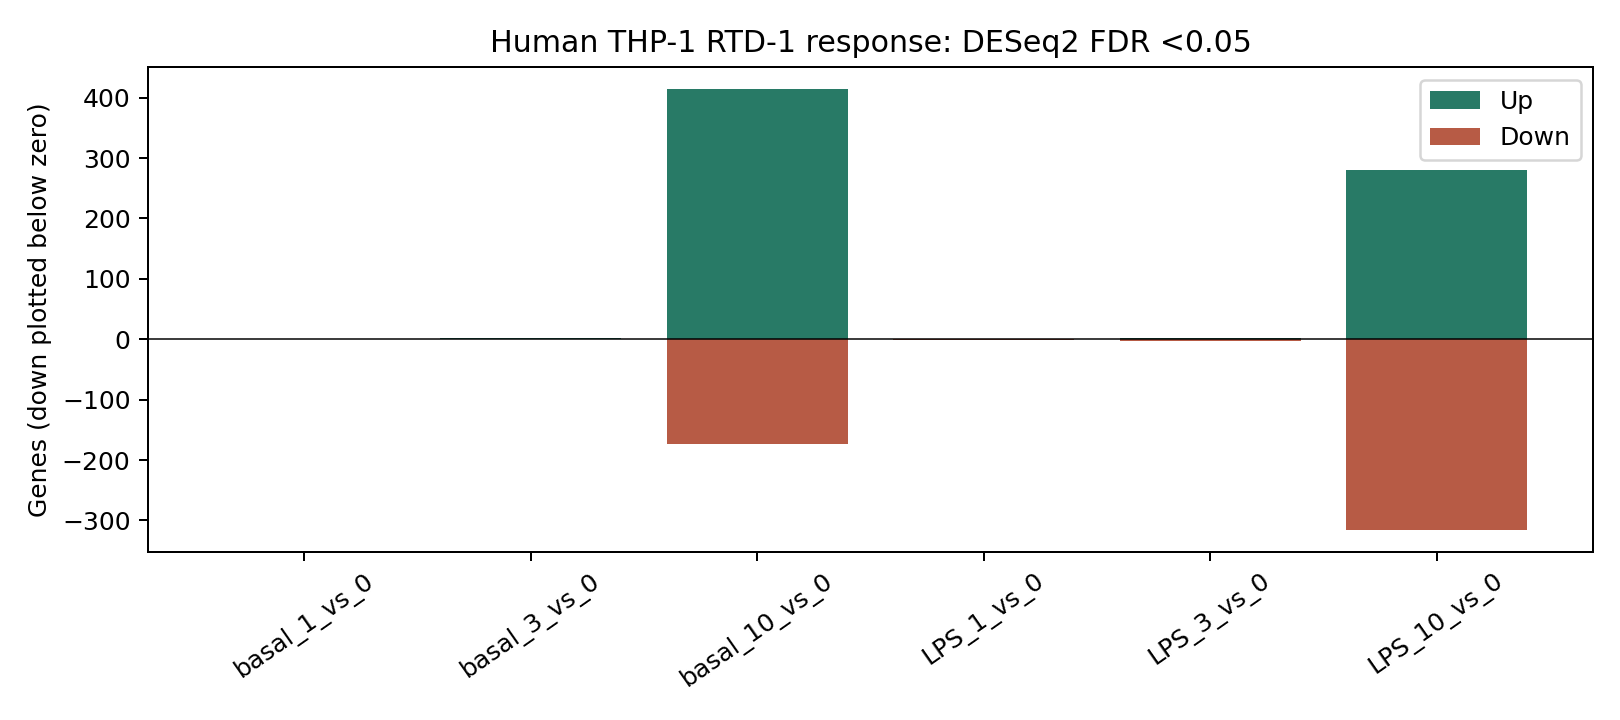 Human THP-1 RTD-1 response: DESeq2 FDR <0.05
Genes (down plotted below zero)
400
300
200
100
0
−100
−200
−300
Up
Down
basal_1_vs_0
basal_3_vs_0
basal_10_vs_0
LPS_1_vs_0
LPS_3_vs_0
LPS_10_vs_0